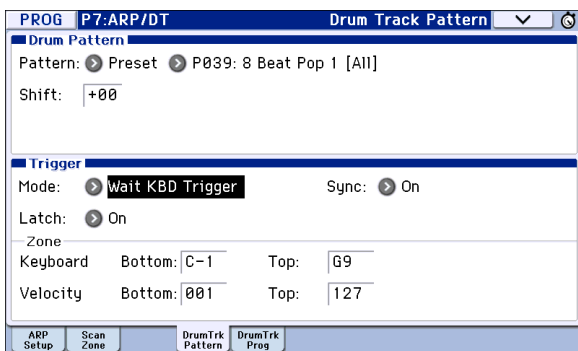 PROG P7:ARP/DT Drum Track Pattern
Drum Pattern
Pattern: Preset P039: 8 Beat Pop 1 [All]
Shift: +00
Trigger
Mode: Wait KBD Trigger Sync: On
Latch: On
Zone
Keyboard Bottom: C-1 Top: G9
Velocity Bottom: 001 Top: 127
ARP Setup Scan Zone DrumTrk Pattern DrumTrk Prog